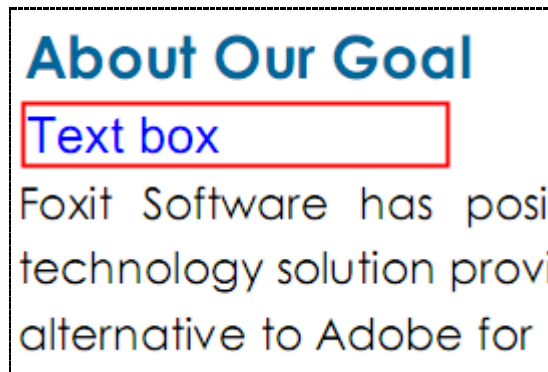 About Our Goal
Text box
Foxit Software has posi
technology solution provi
alternative to Adobe for